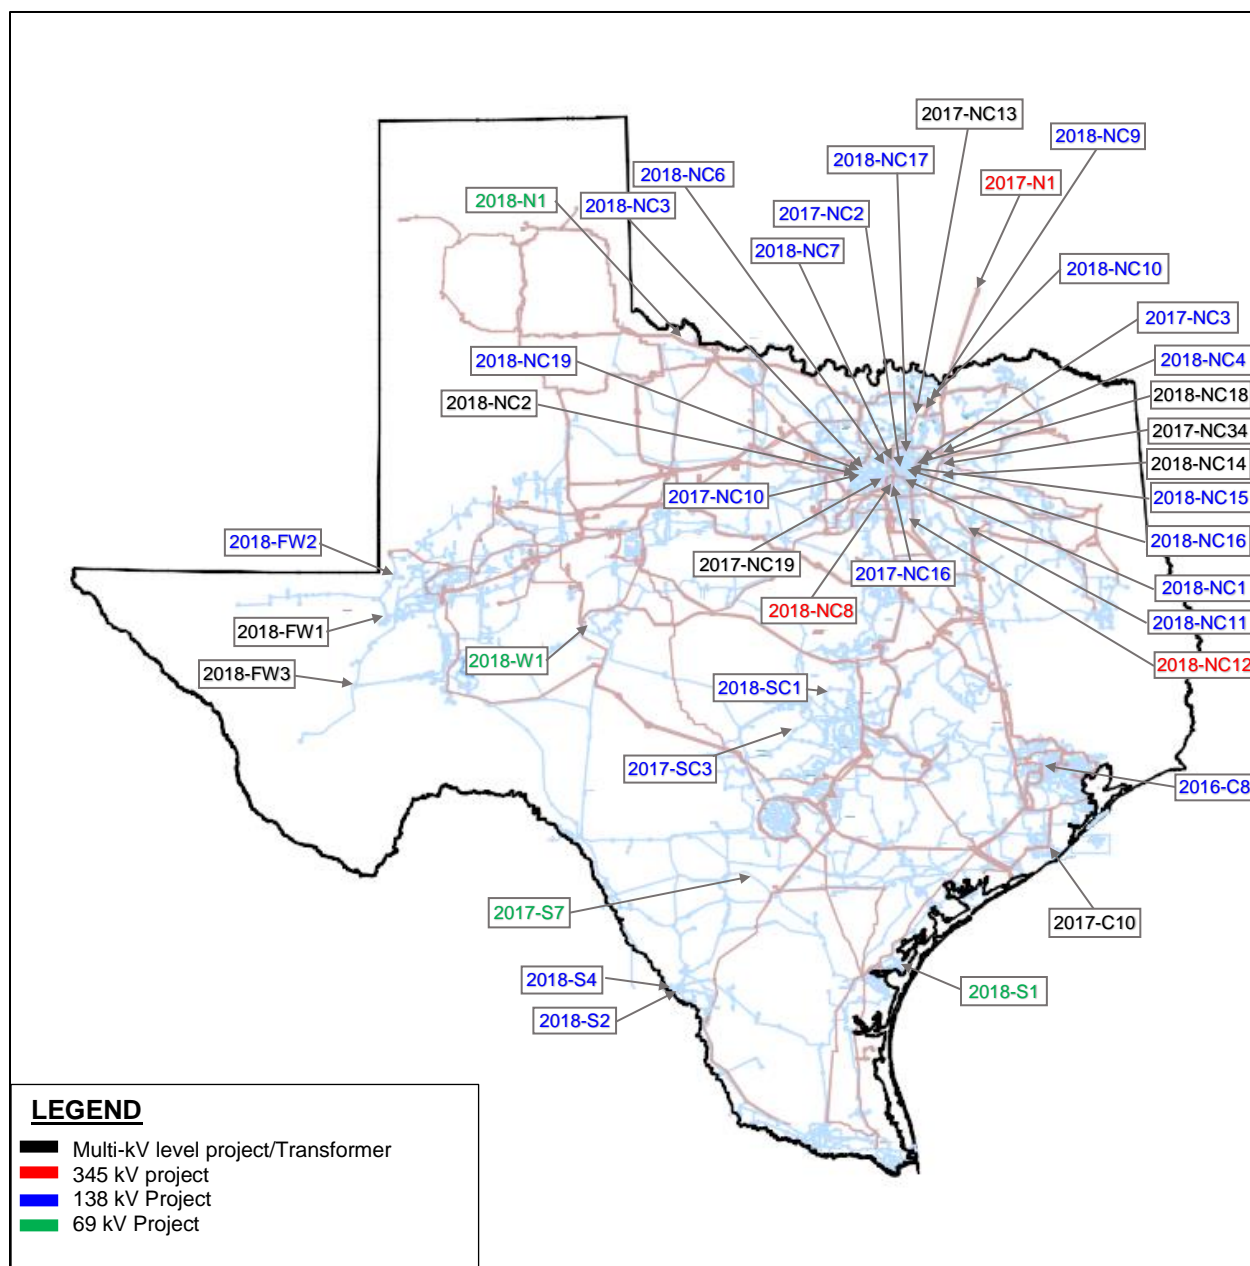 2017-NC13
2018-NC9
2018-NC17
2018-NC6
2017-N1
2018-N1
2018-NC3
2017-NC2
2018-NC7
2018-NC10
2017-NC3
2018-NC19
2018-NC4
2018-NC2
2018-NC18
2017-NC34
2018-NC14
2017-NC10
2018-NC15
2018-FW2
2018-NC16
2017-NC19
2017-NC16
2018-NC1
2018-NC8
2018-NC11
2018-FW1
2018-W1
2018-NC12
2018-FW3
2018-SC1
2017-SC3
2016-C8
2017-S7
2017-C10
2018-S4
2018-S1
2018-S2
LEGEND
Multi-kV level project/Transformer
345 kV project
138 kV Project
69 kV Project